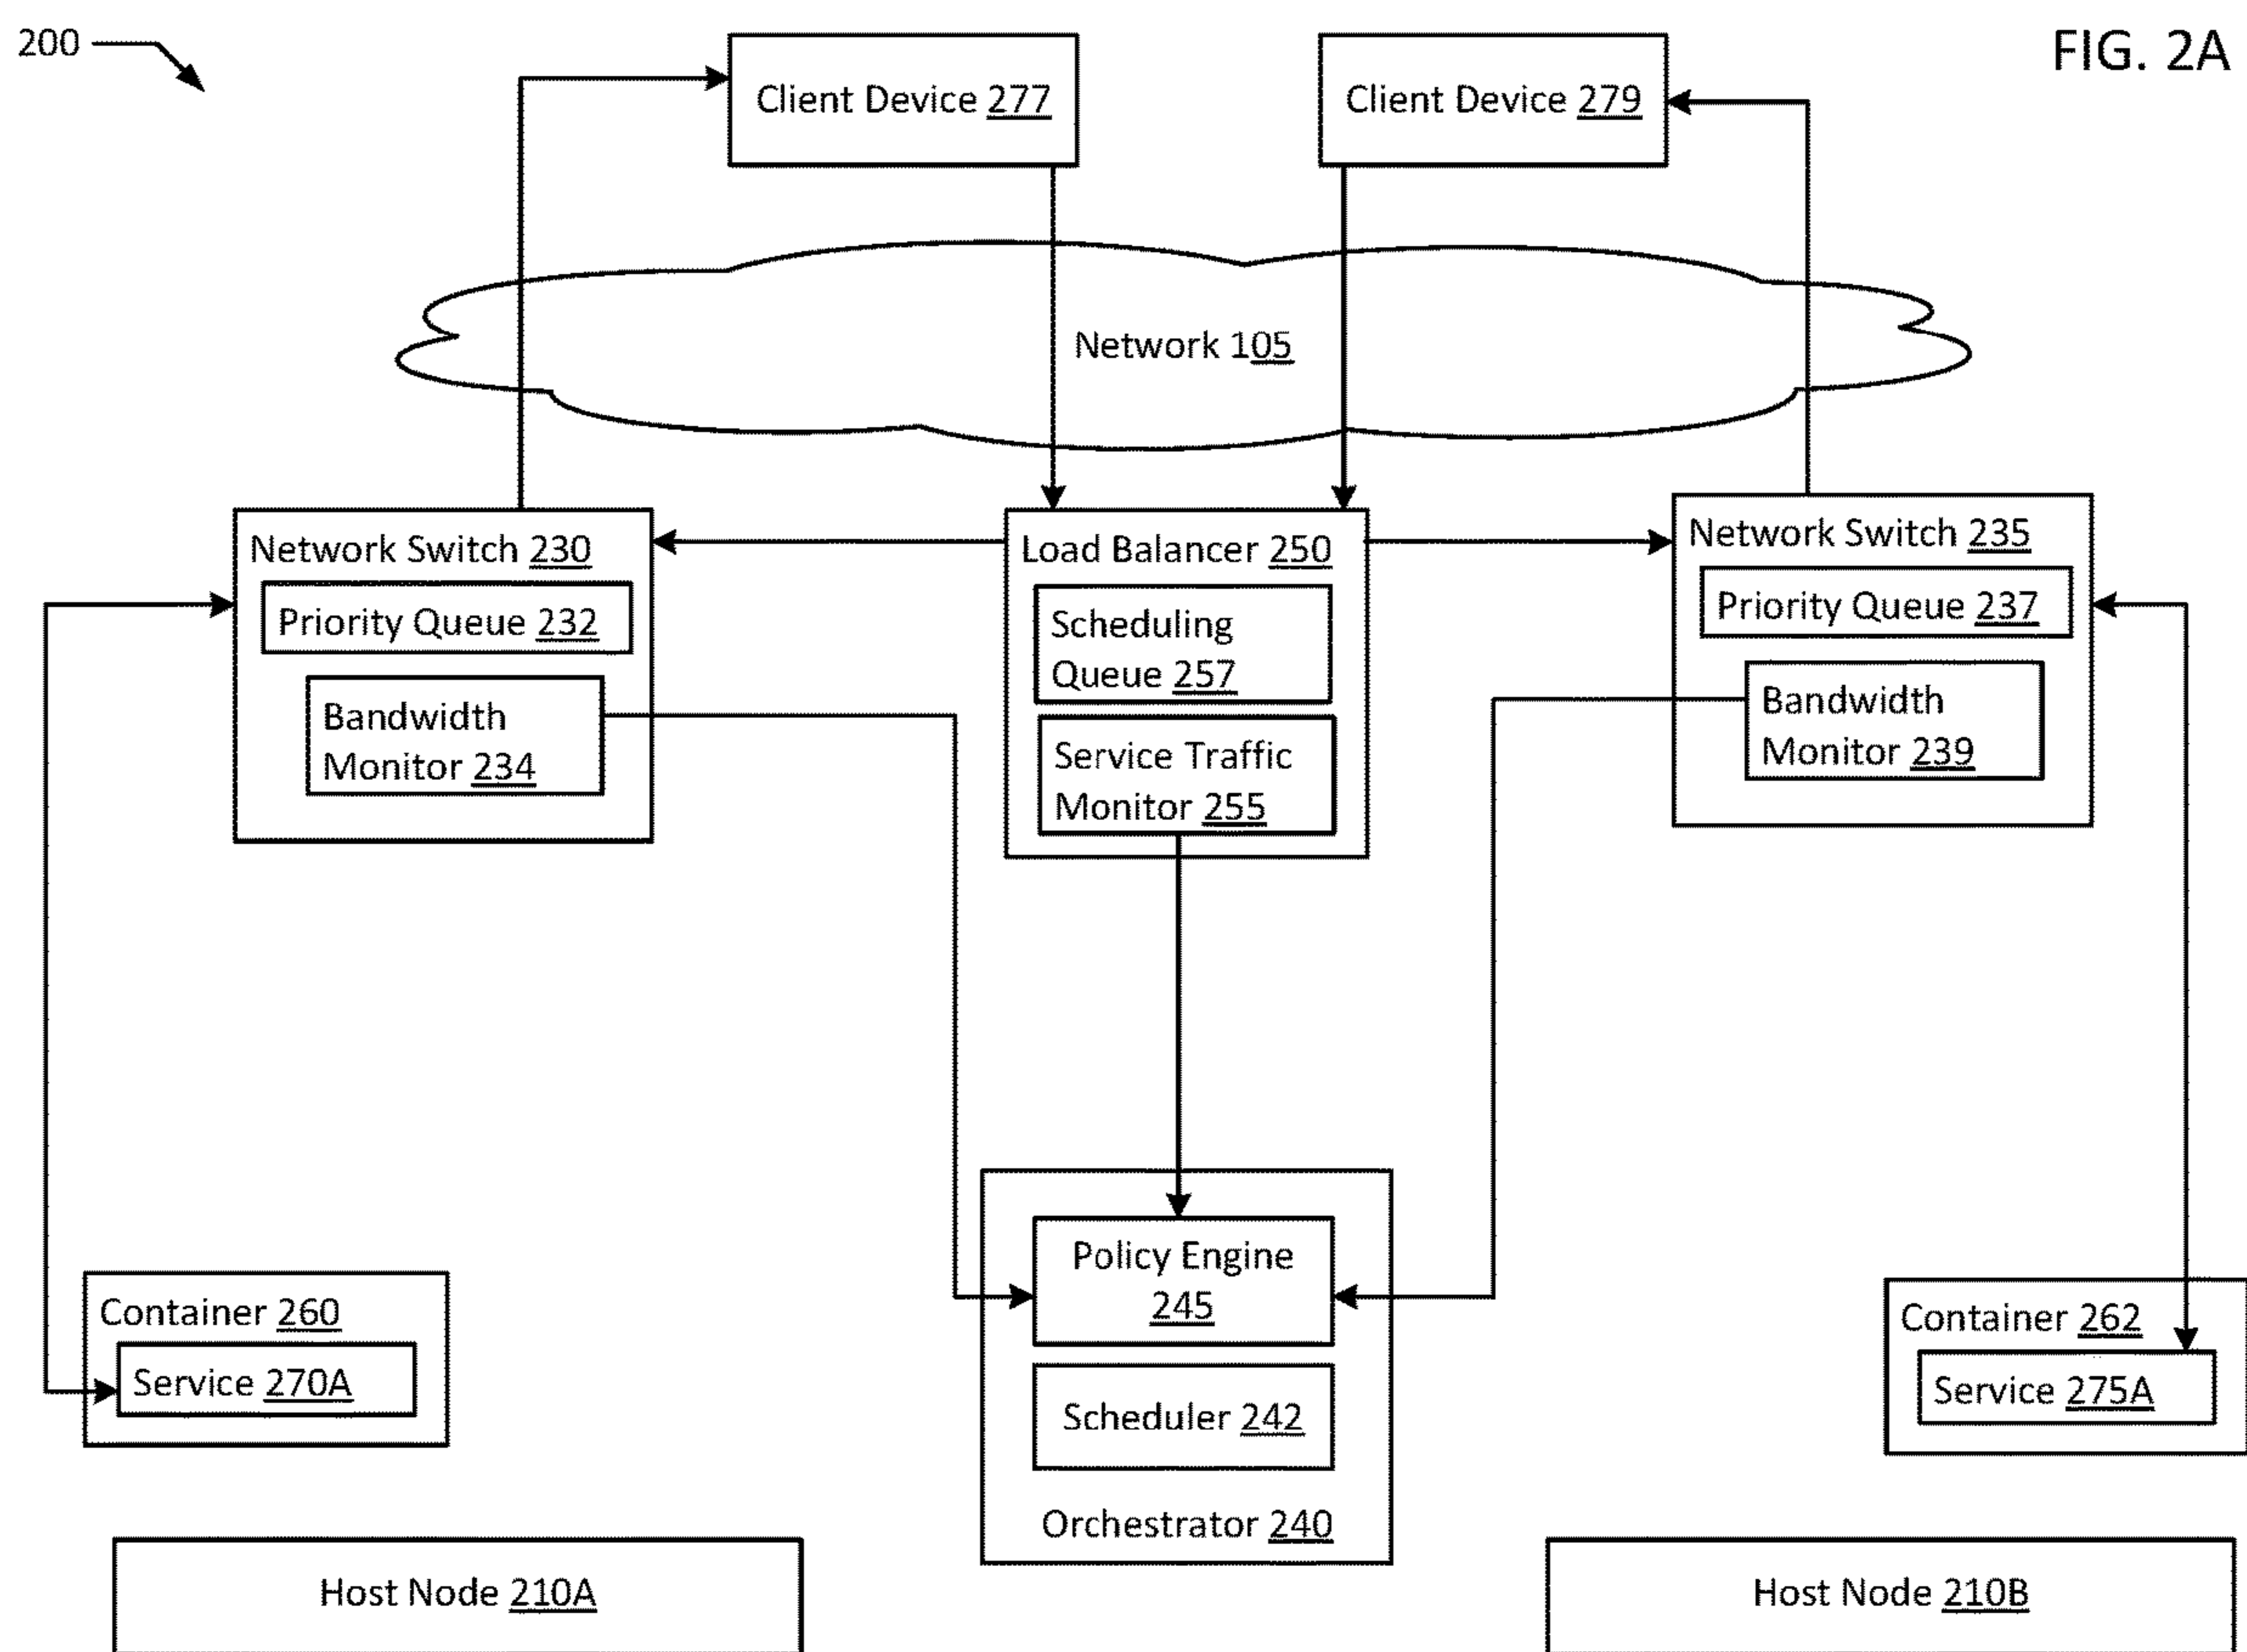 200
FIG. 2A
Client Device 277
Client Device 279
Network 105
Network Switch 230
Priority Queue 232
Bandwidth
Monitor 234
Load Balancer 250
Scheduling
Queue 257
Service Traffic
Monitor 255
Network Switch 235
Priority Queue 237
Bandwidth
Monitor 239
Container 260
Service 270A
Policy Engine
245
Scheduler 242
Orchestrator 240
Container 262
Service 275A
Host Node 210A
Host Node 210B